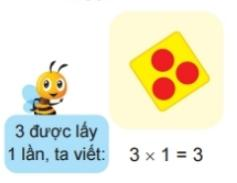 3 được lấy
1 lần, ta viết:
3 × 1 = 3